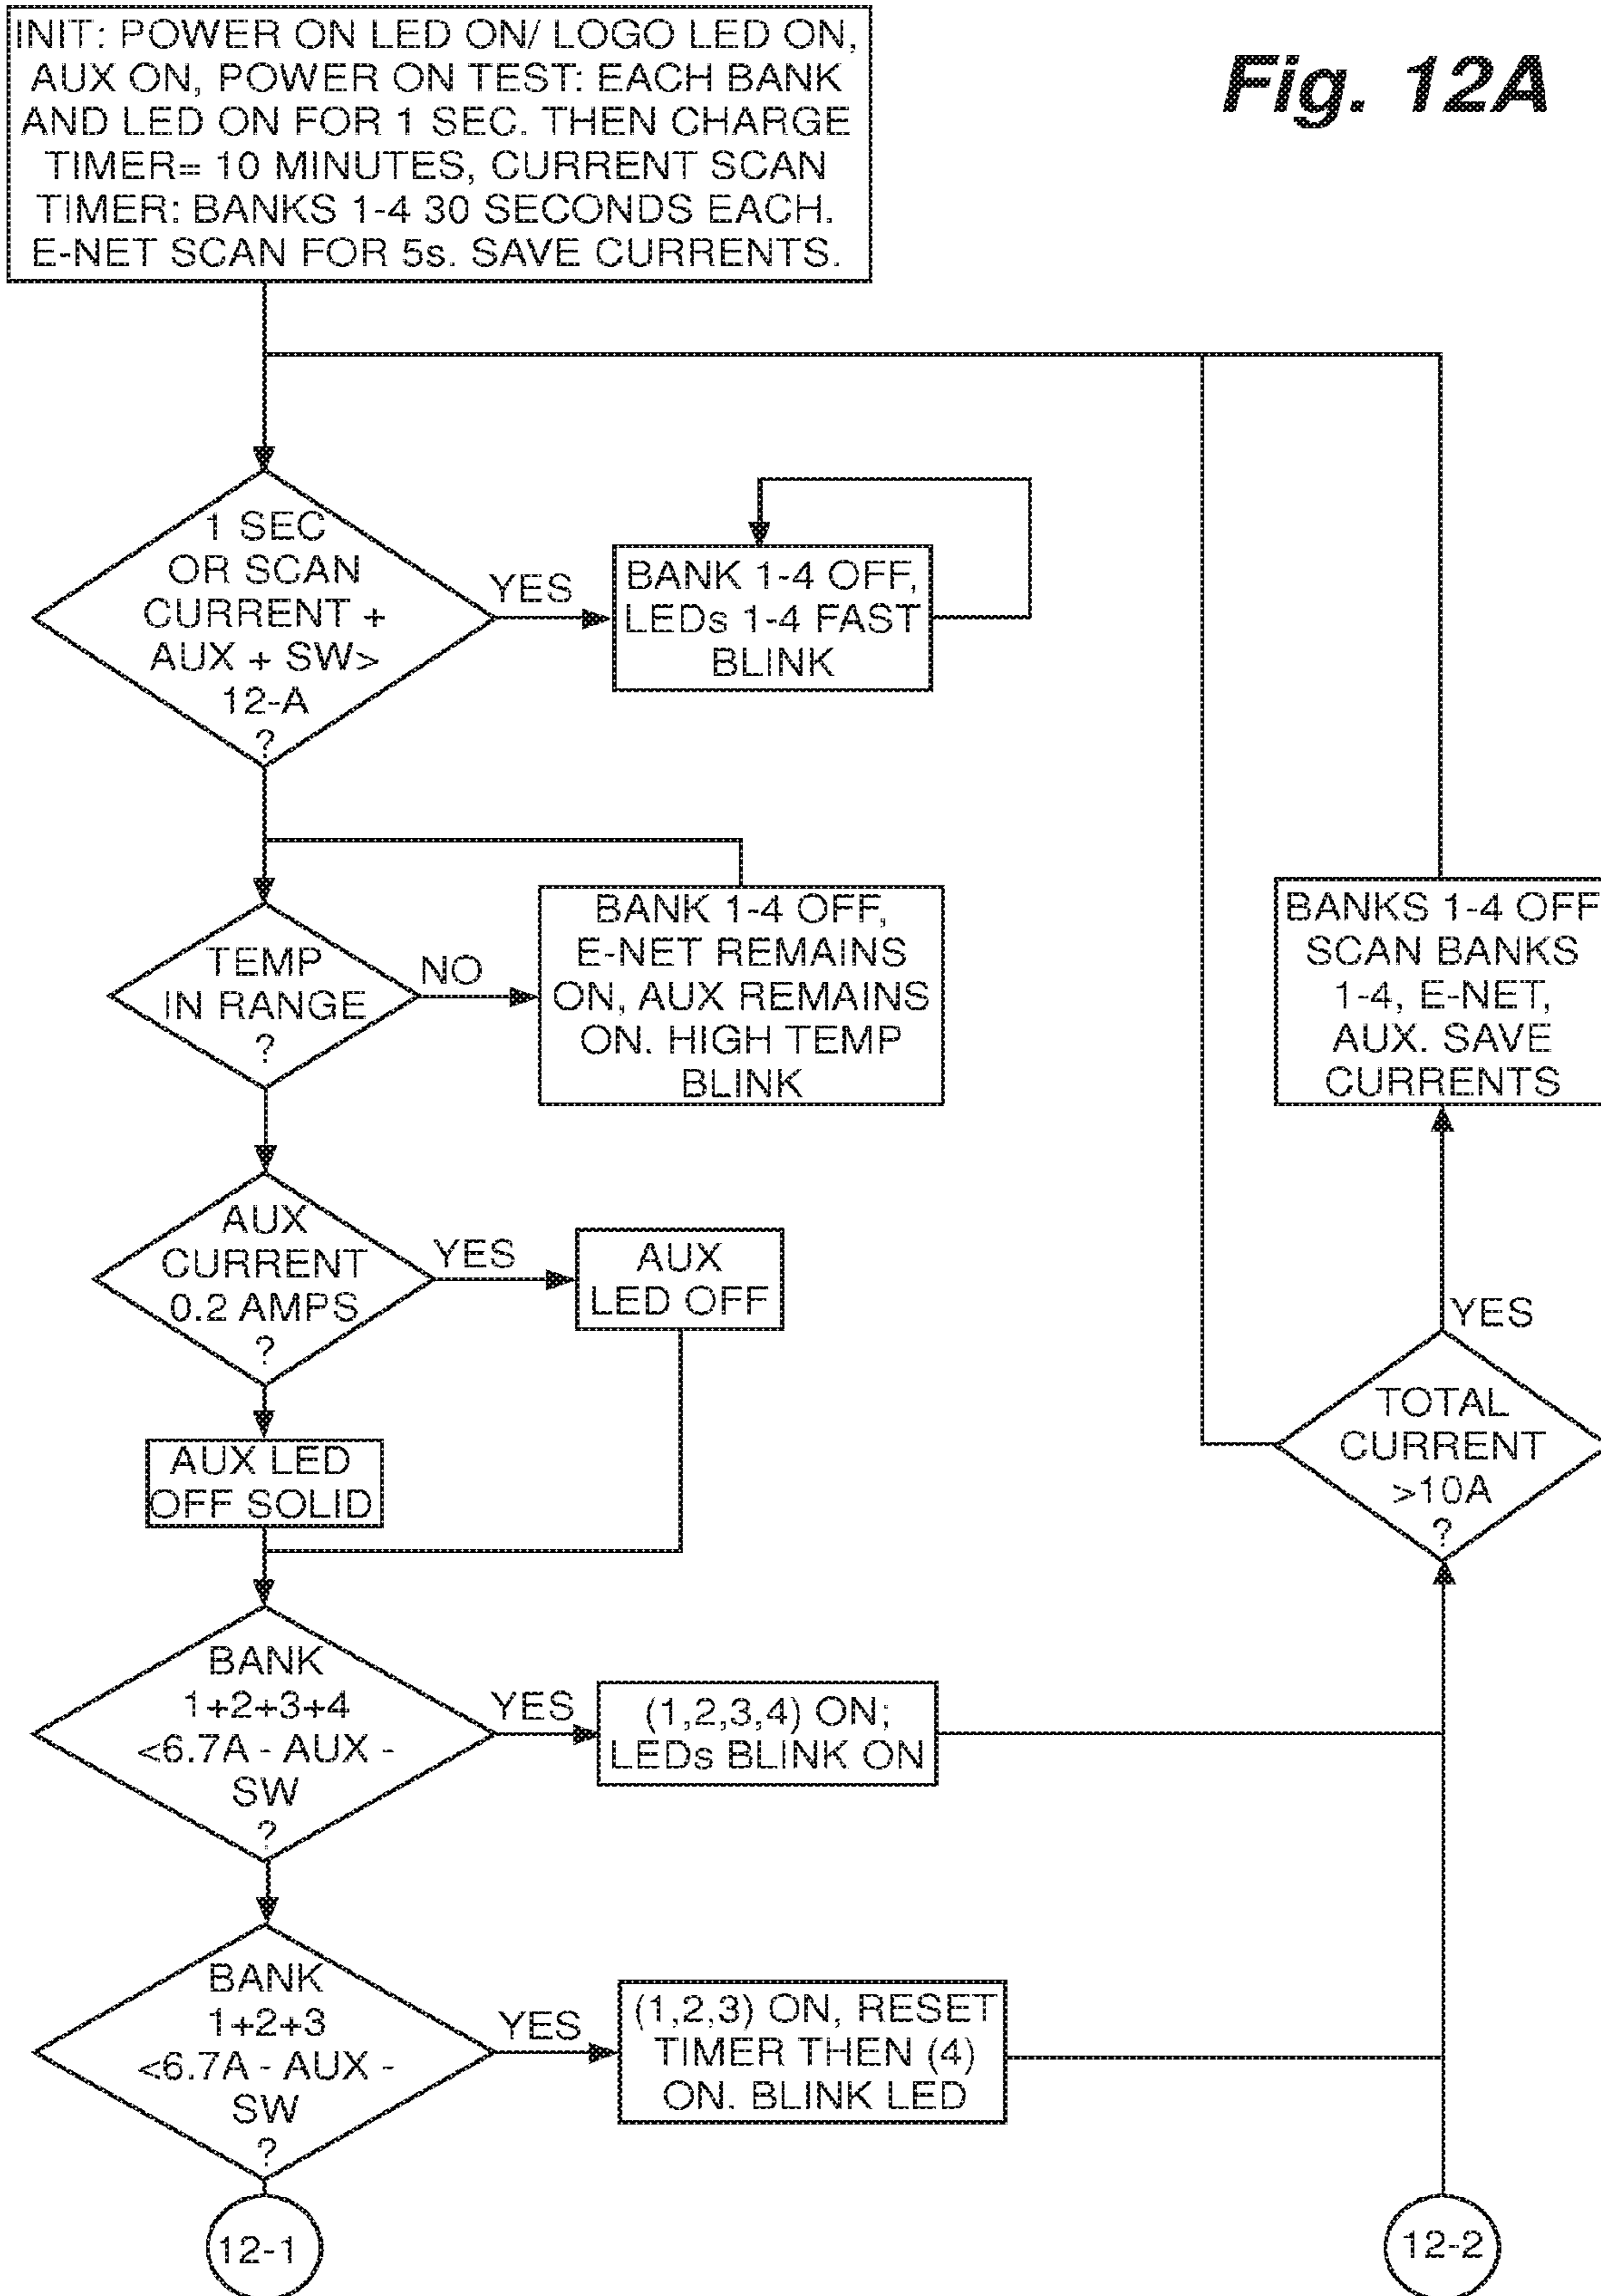 INIT: POWER ON LED ON/ LOGO LED ON,
AUX ON, POWER ON TEST: EACH BANK
AND LED ON FOR 1 SEC. THEN CHARGE
TIMER= 10 MINUTES, CURRENT SCAN
TIMER: BANKS 1-4 30 SECONDS EACH.
E-NET SCAN FOR 5s. SAVE CURRENTS.
Fig. 12A
1 SEC
OR SCAN
CURRENT +
AUX + SW>
12-A
?
YES
BANK 1-4 OFF,
LEDs 1-4 FAST
BLINK
TEMP
IN RANGE
?
NO
BANK 1-4 OFF,
E-NET REMAINS
ON, AUX REMAINS
ON. HIGH TEMP
BLINK
BANKS 1-4 OFF
SCAN BANKS
1-4, E-NET,
AUX. SAVE
CURRENTS
AUX
CURRENT
0.2 AMPS
?
YES
AUX
LED OFF
YES
TOTAL
CURRENT
>10A
?
AUX LED
OFF SOLID
BANK
1+2+3+4
<6.7A - AUX -
SW
?
YES
(1,2,3,4) ON;
LEDs BLINK ON
BANK
1+2+3
<6.7A - AUX -
SW
?
YES
(1,2,3) ON, RESET
TIMER THEN (4)
ON. BLINK LED
12-1
12-2